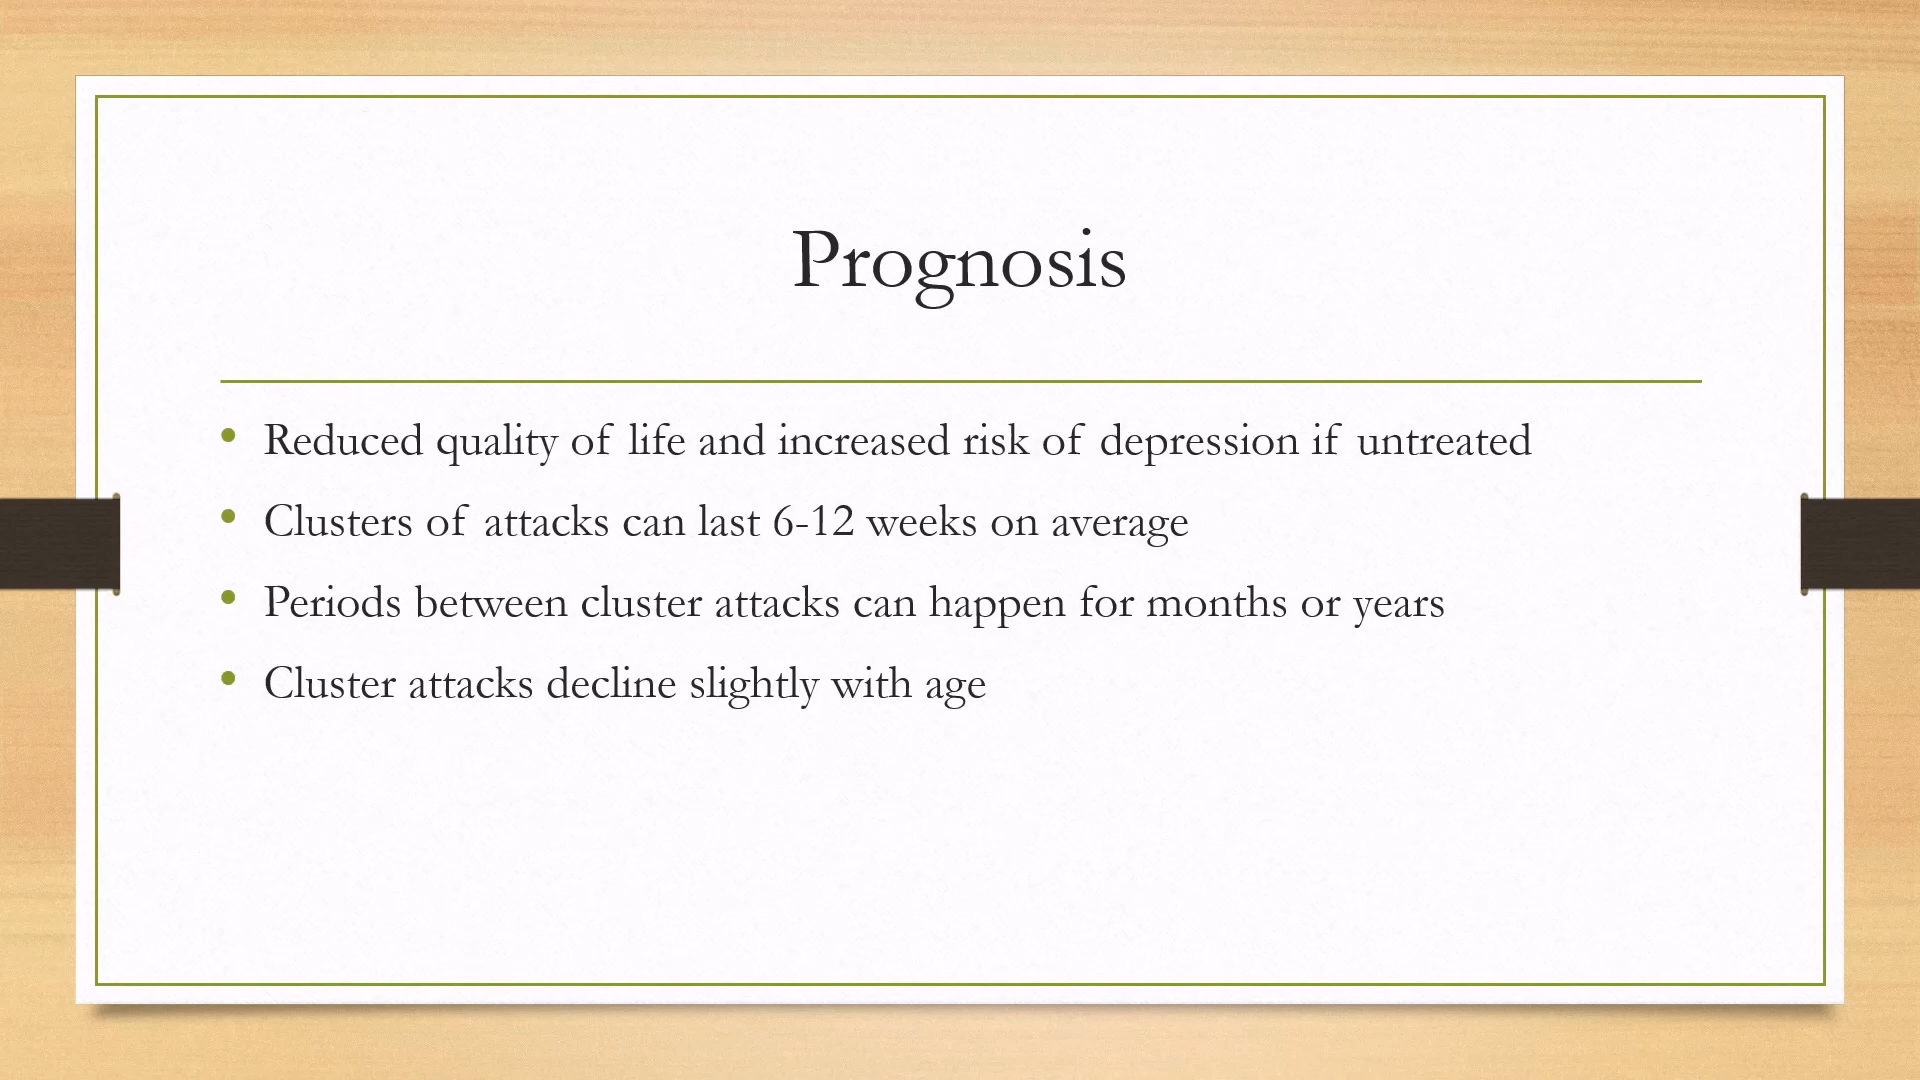 Prognosis
• Reduced quality of life and increased risk of depression if untreated
• Clusters of attacks can last 6-12 weeks on average
• Periods between cluster attacks can happen for months or years
• Cluster attacks decline slightly with age